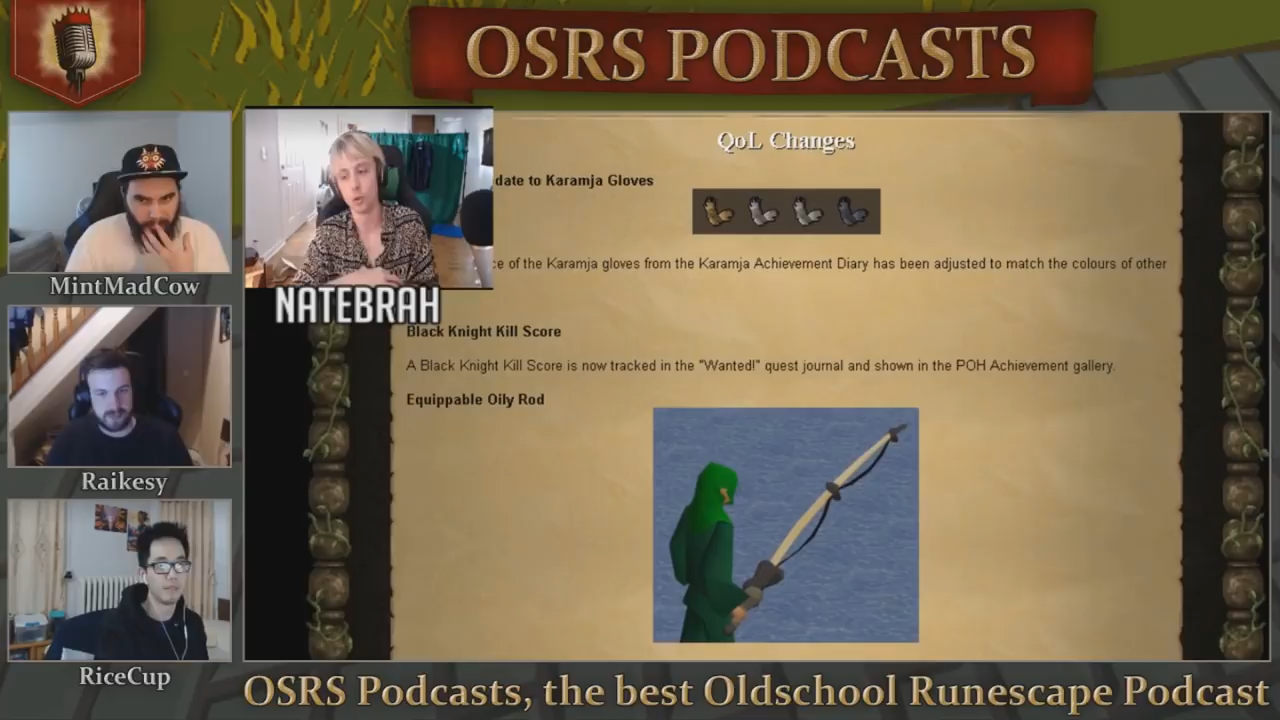 OSRS PODCASTS
QoL Changes
date to Karamja Gloves
ce of the Karamja gloves from the Karamja Achievement Diary has been adjusted to match the colours of other
MintMadCow
NATEBRAH
Black Knight Kill Score
A Black Knight Kill Score is now tracked in the "Wanted!" quest journal and shown in the POH Achievement gallery.
Equippable Oily Rod
Raikesy
RiceCup
OSRS Podcasts, the best Oldschool Runescape Podcast